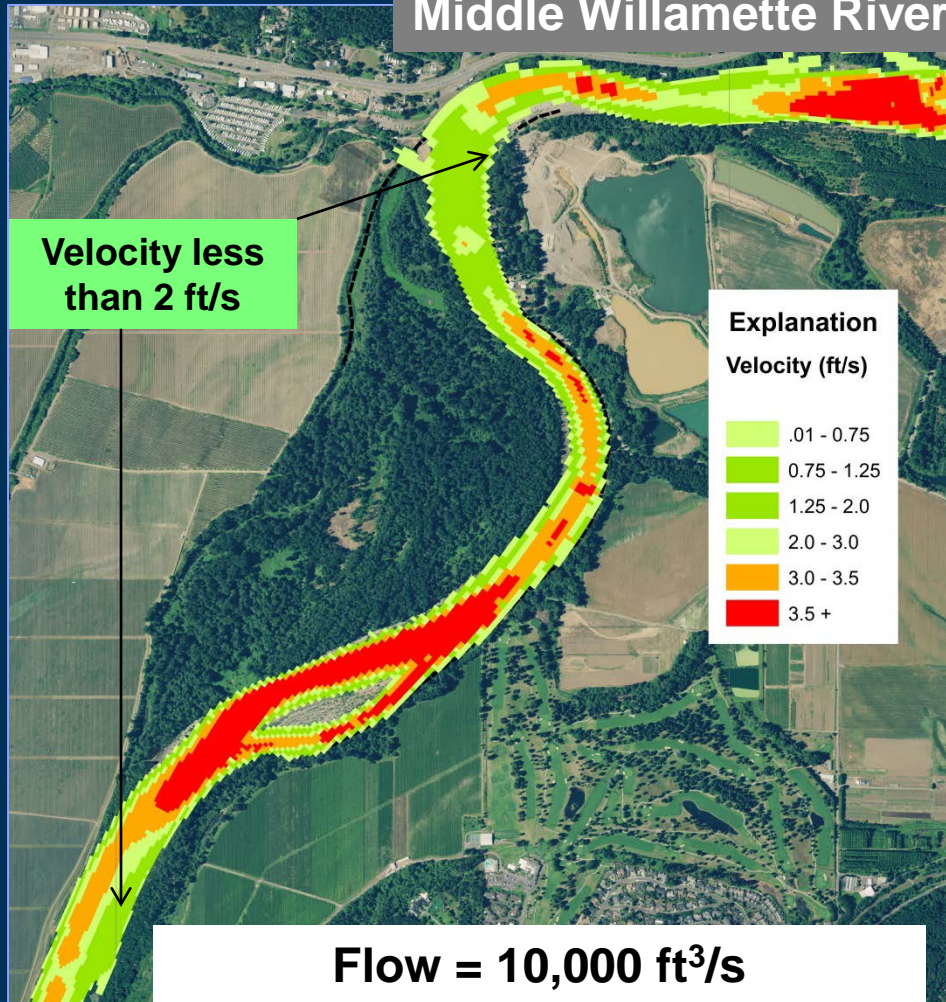 Middle Willamette River
Velocity less
than 2 ft/s
Explanation
Velocity (ft/s)
.01 - 0.75
0.75 - 1.25
1.25 - 2.0
2.0 - 3.0
3.0 - 3.5
3.5 +
Flow = 10,000 ft³/s